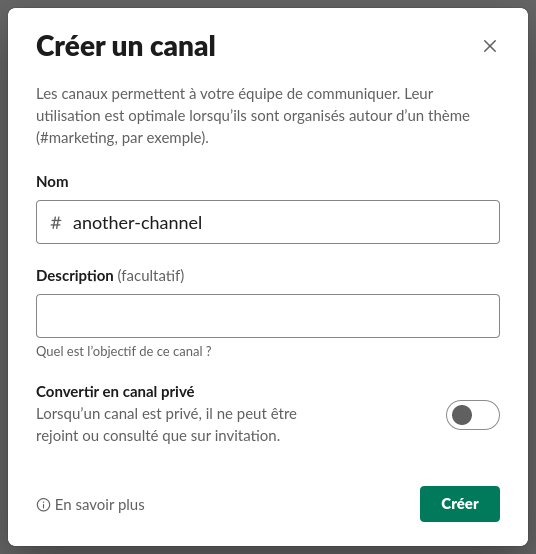 Créer un canal
Les canaux permettent à votre équipe de communiquer. Leur
utilisation est optimale lorsqu’ils sont organisés autour d’un thème
(#marketing, par exemple).
Nom
# another-channel
Description (facultatif)
Quel est l’objectif de ce canal ?
Convertir en canal privé
Lorsqu’un canal est privé, il ne peut être
rejoint ou consulté que sur invitation.
En savoir plus
Créer